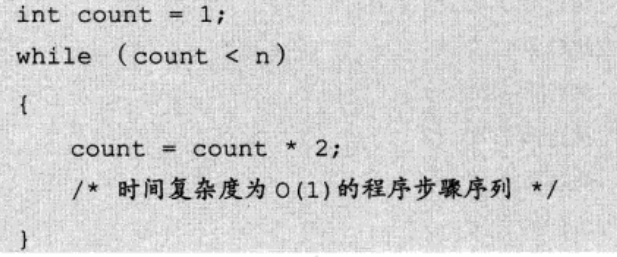 int count = 1;
while （count < n）
{
count = count * 2;
/* 时间复杂度为 O(1)的程序步骤序列 */
}